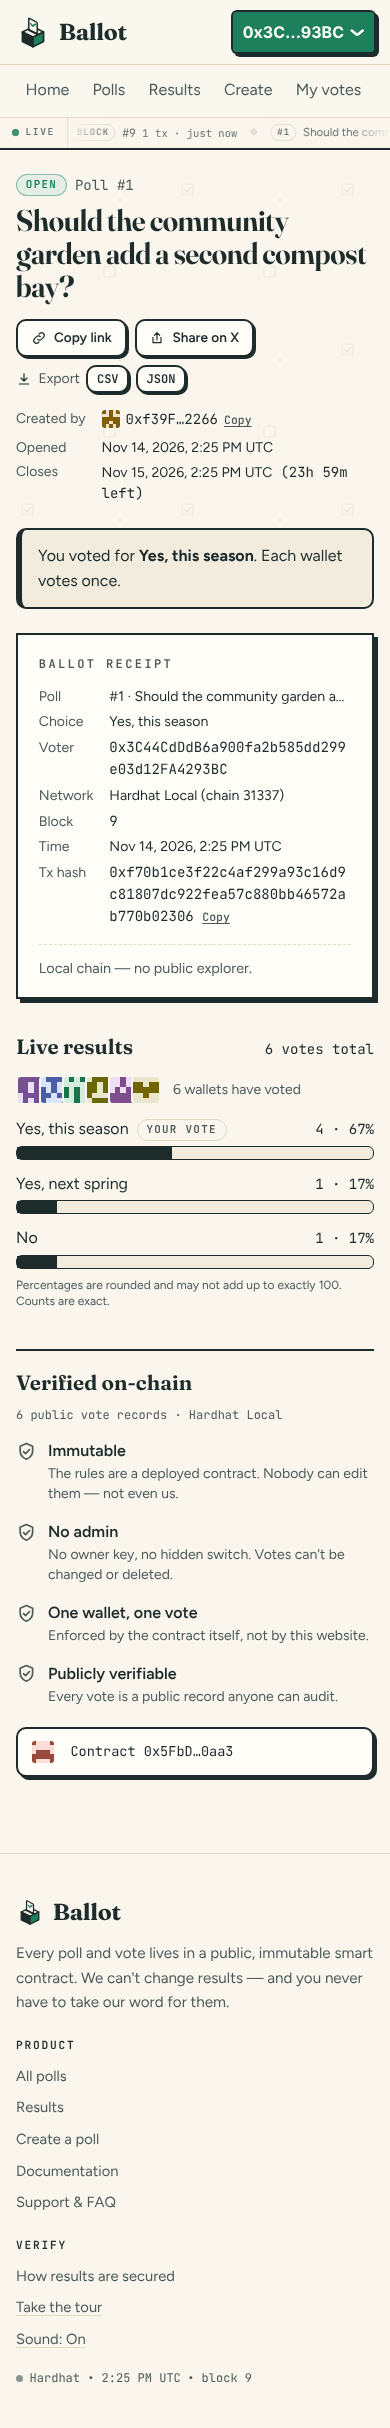 Ballot
0x3C...93BC
Home Polls Results Create My votes
LIVE BLOCK #9 1 tx · just now #1 Should the
OPEN Poll #1
Should the community
garden add a second compost
bay?
Copy link Share on X
Export CSV JSON
Created by 0xf39F…2266 Copy
Opened Nov 14, 2026, 2:25 PM UTC
Closes Nov 15, 2026, 2:25 PM UTC (23h 59m
left)
You voted for Yes, this season. Each wallet
votes once.
BALLOT RECEIPT
Poll #1 · Should the community garden a…
Choice Yes, this season
Voter 0x3C44CdDdB6a900fa2b585dd299
e03d12FA4293BC
Network Hardhat Local (chain 31337)
Block 9
Time Nov 14, 2026, 2:25 PM UTC
Tx hash 0xf70b1ce3f22c4af299a93c16d9
c81807dc922fea57c880bb46572a
b770b02306 Copy
Local chain — no public explorer.
Live results 6 votes total
6 wallets have voted
Yes, this season YOUR VOTE 4 · 67%
Yes, next spring 1 · 17%
No 1 · 17%
Percentages are rounded and may not add up to exactly 100.
Counts are exact.
Verified on-chain
6 public vote records · Hardhat Local
Immutable
The rules are a deployed contract. Nobody can edit
them — not even us.
No admin
No owner key, no hidden switch. Votes can't be
changed or deleted.
One wallet, one vote
Enforced by the contract itself, not by this website.
Publicly verifiable
Every vote is a public record anyone can audit.
Contract 0x5FbD…0aa3
Ballot
Every poll and vote lives in a public, immutable smart
contract. We can't change results — and you never
have to take our word for them.
PRODUCT
All polls
Results
Create a poll
Documentation
Support & FAQ
VERIFY
How results are secured
Take the tour
Sound: On
Hardhat • 2:25 PM UTC • block 9